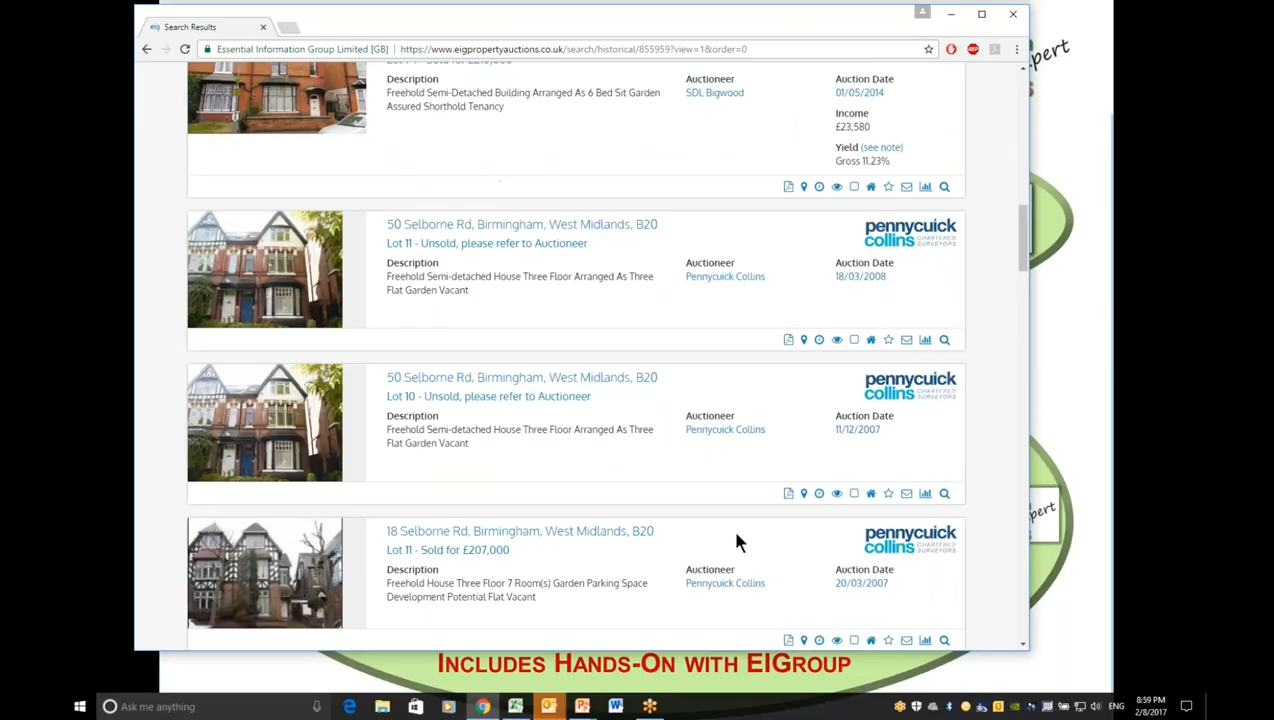 eig Search Results
Essential Information Group Limited [GB] https://www.eigpropertyauctions.co.uk/search/historical/855959?view=1&order=0
ABP
Description
Freehold Semi-Detached Building Arranged As 6 Bed Sit Garden
Assured Shorthold Tenancy
Auctioneer
SDL Bigwood
Auction Date
01/05/2014
Income
£23,580
Yield (see note)
Gross 11.23%
50 Selborne Rd, Birmingham, West Midlands, B20
Lot 11 - Unsold, please refer to Auctioneer
Description
Freehold Semi-detached House Three Floor Arranged As Three
Flat Garden Vacant
Auctioneer
Pennycuick Collins
pennycuick
collins CHARTERED
SURVEYORS
Auction Date
18/03/2008
50 Selborne Rd, Birmingham, West Midlands, B20
Lot 10 - Unsold, please refer to Auctioneer
Description
Freehold Semi-detached House Three Floor Arranged As Three
Flat Garden Vacant
Auctioneer
Pennycuick Collins
pennycuick
collins CHARTERED
SURVEYORS
Auction Date
11/12/2007
18 Selborne Rd, Birmingham, West Midlands, B20
Lot 11 - Sold for £207,000
Description
Freehold House Three Floor 7 Room(s) Garden Parking Space
Development Potential Flat Vacant
Auctioneer
Pennycuick Collins
pennycuick
collins CHARTERED
SURVEYORS
Auction Date
20/03/2007
INCLUDES HANDS-ON WITH EIGROUP
Ask me anything
ENG
8:59 PM
2/8/2017